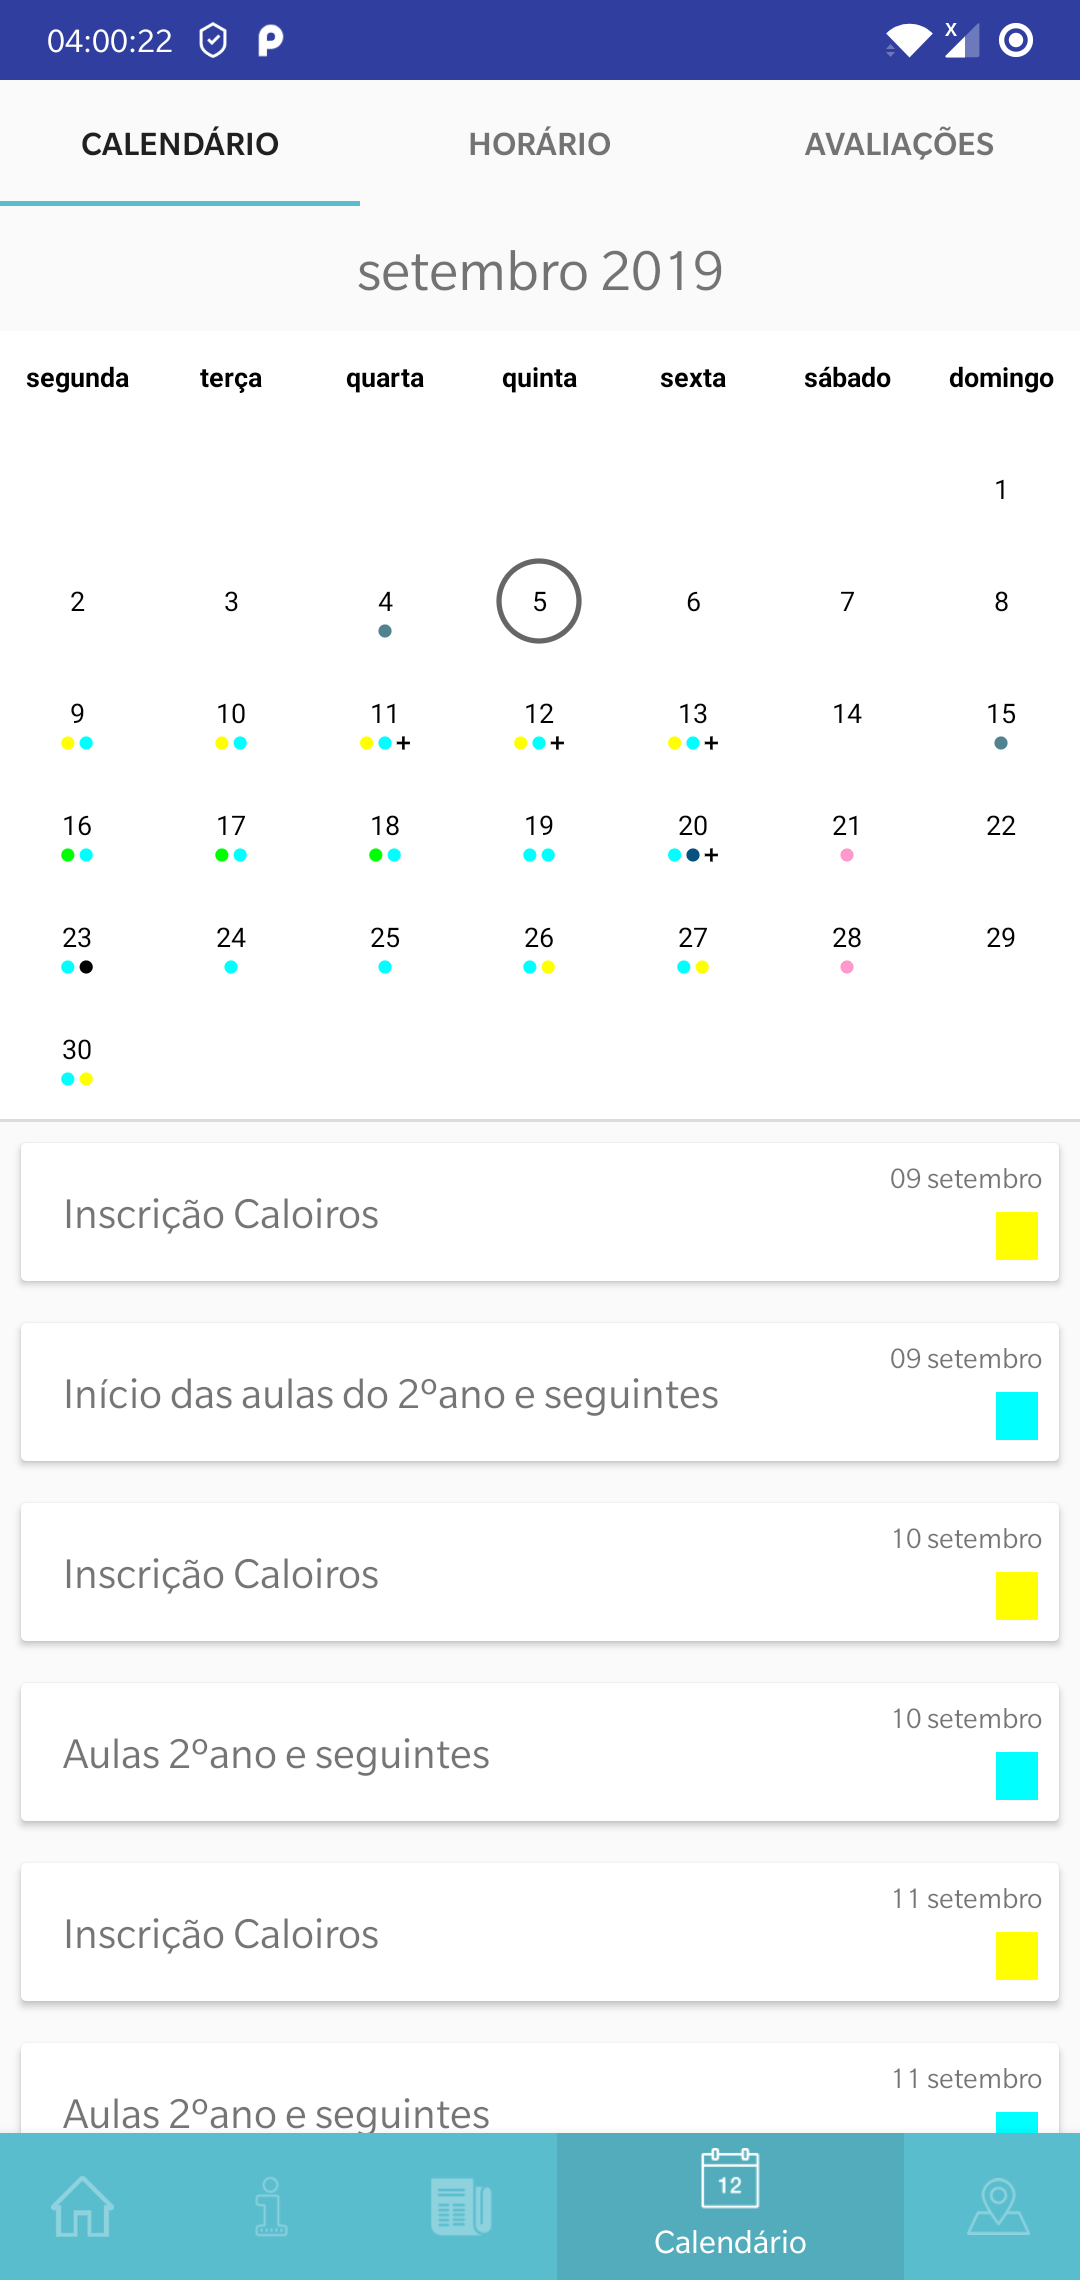 04:00:22
X
CALENDÁRIO HORÁRIO AVALIAÇÕES
setembro 2019
segunda terça quarta quinta sexta sábado domingo
1
2 3 4 5 6 7 8
9 10 11 12 13 14 15
+ + +
16 17 18 19 20 21 22
+
23 24 25 26 27 28 29
30
09 setembro
Inscrição Caloiros
09 setembro
Início das aulas do 2ºano e seguintes
10 setembro
Inscrição Caloiros
10 setembro
Aulas 2ºano e seguintes
11 setembro
Inscrição Caloiros
11 setembro
Aulas 2ºano e seguintes
12
Calendário